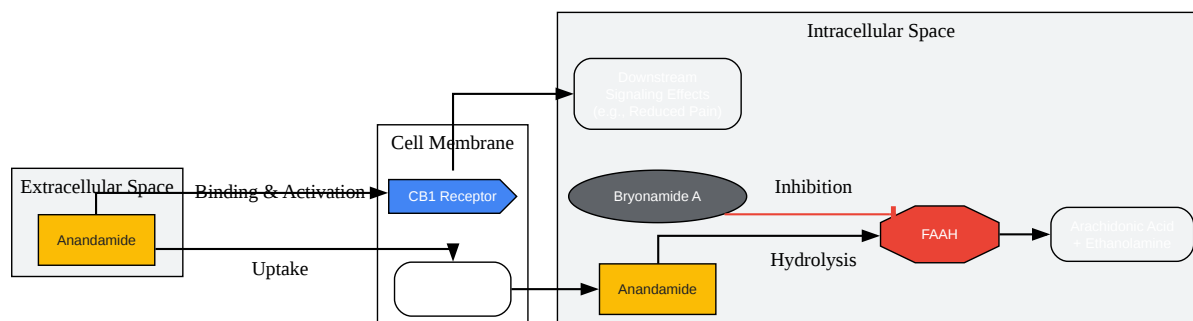 Intracellular Space
Downstream
Signaling Effects
(e.g., Reduced Pain)
Cell Membrane
Extracellular Space
Binding & Activation
CB1 Receptor
Bryonamide A
Inhibition
Anandamide
FAAH
Arachidonic Acid
+ Ethanolamine
Uptake
Hydrolysis
Anandamide